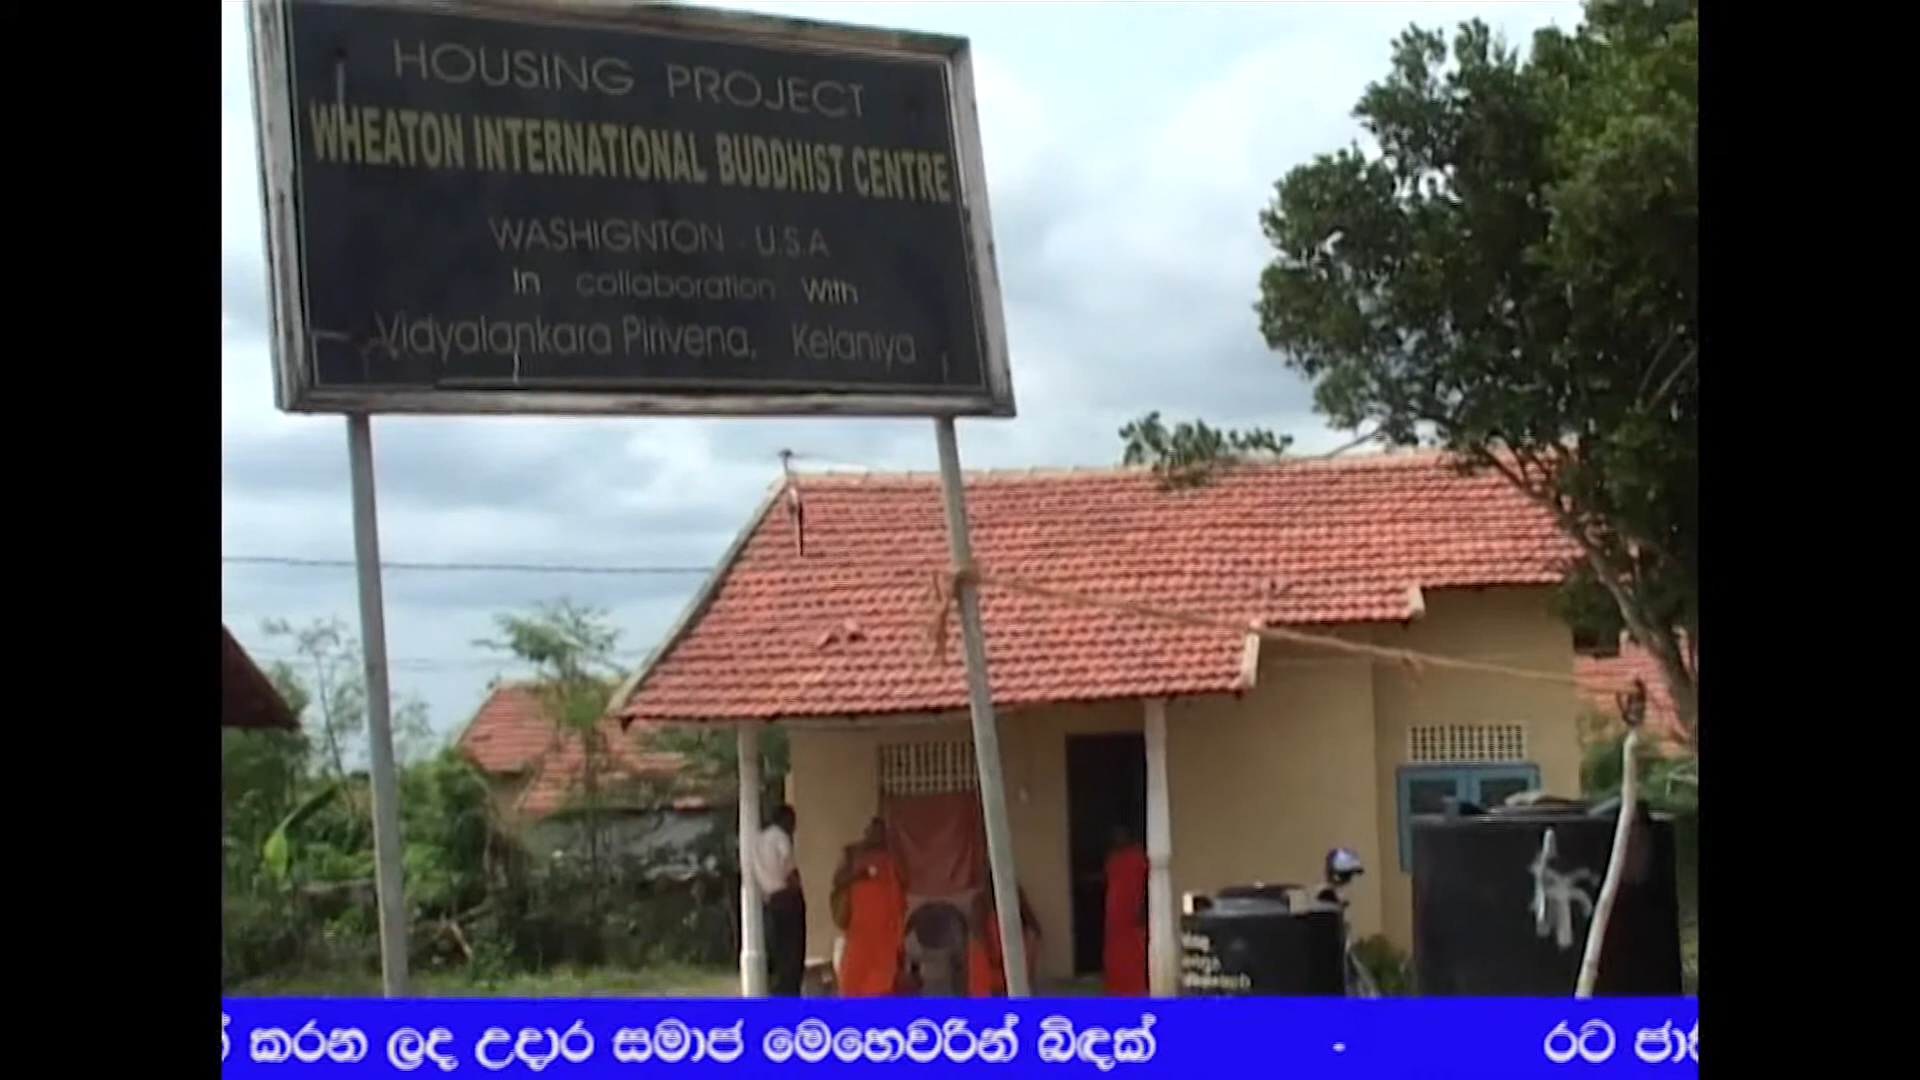 HOUSING PROJECT
WHEATON INTERNATIONAL BUDDHIST CENTRE
WASHIGNTON - U.S.A
In collaboration With
Vidyalankara Pirivena, Kelaniya
කරන ලද උදාර සමාජ මෙහෙවරින් බිඳක් - රට